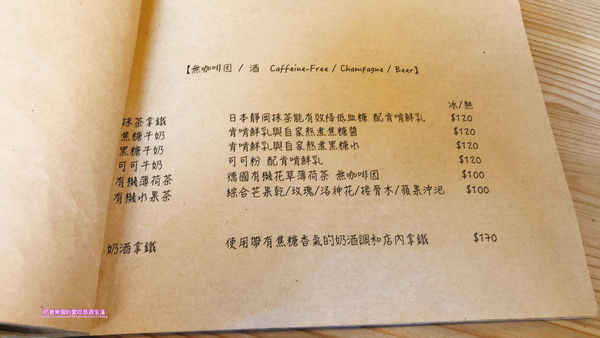 【無咖啡因 / 酒 Caffeine-Free / Champagne / Beer】
冰/熱
抹茶拿鐵 日本靜岡抹茶能有效降低血糖 配肯啃鮮乳 $120
焦糖牛奶 肯啃鮮乳與自家熬煮焦糖醬 $120
黑糖牛奶 肯啃鮮乳與自家熬煮黑糖水 $120
可可牛奶 可可粉 配肯啃鮮乳 $120
有機薄荷茶 德國有機花草薄荷茶 無咖啡因 $100
有機水果茶 綜合芒果乾/玫瑰/洛神花/接骨木/蘋果沖泡 $100
奶酒拿鐵 使用帶有焦糖香氣的奶酒調和店內拿鐵 $170